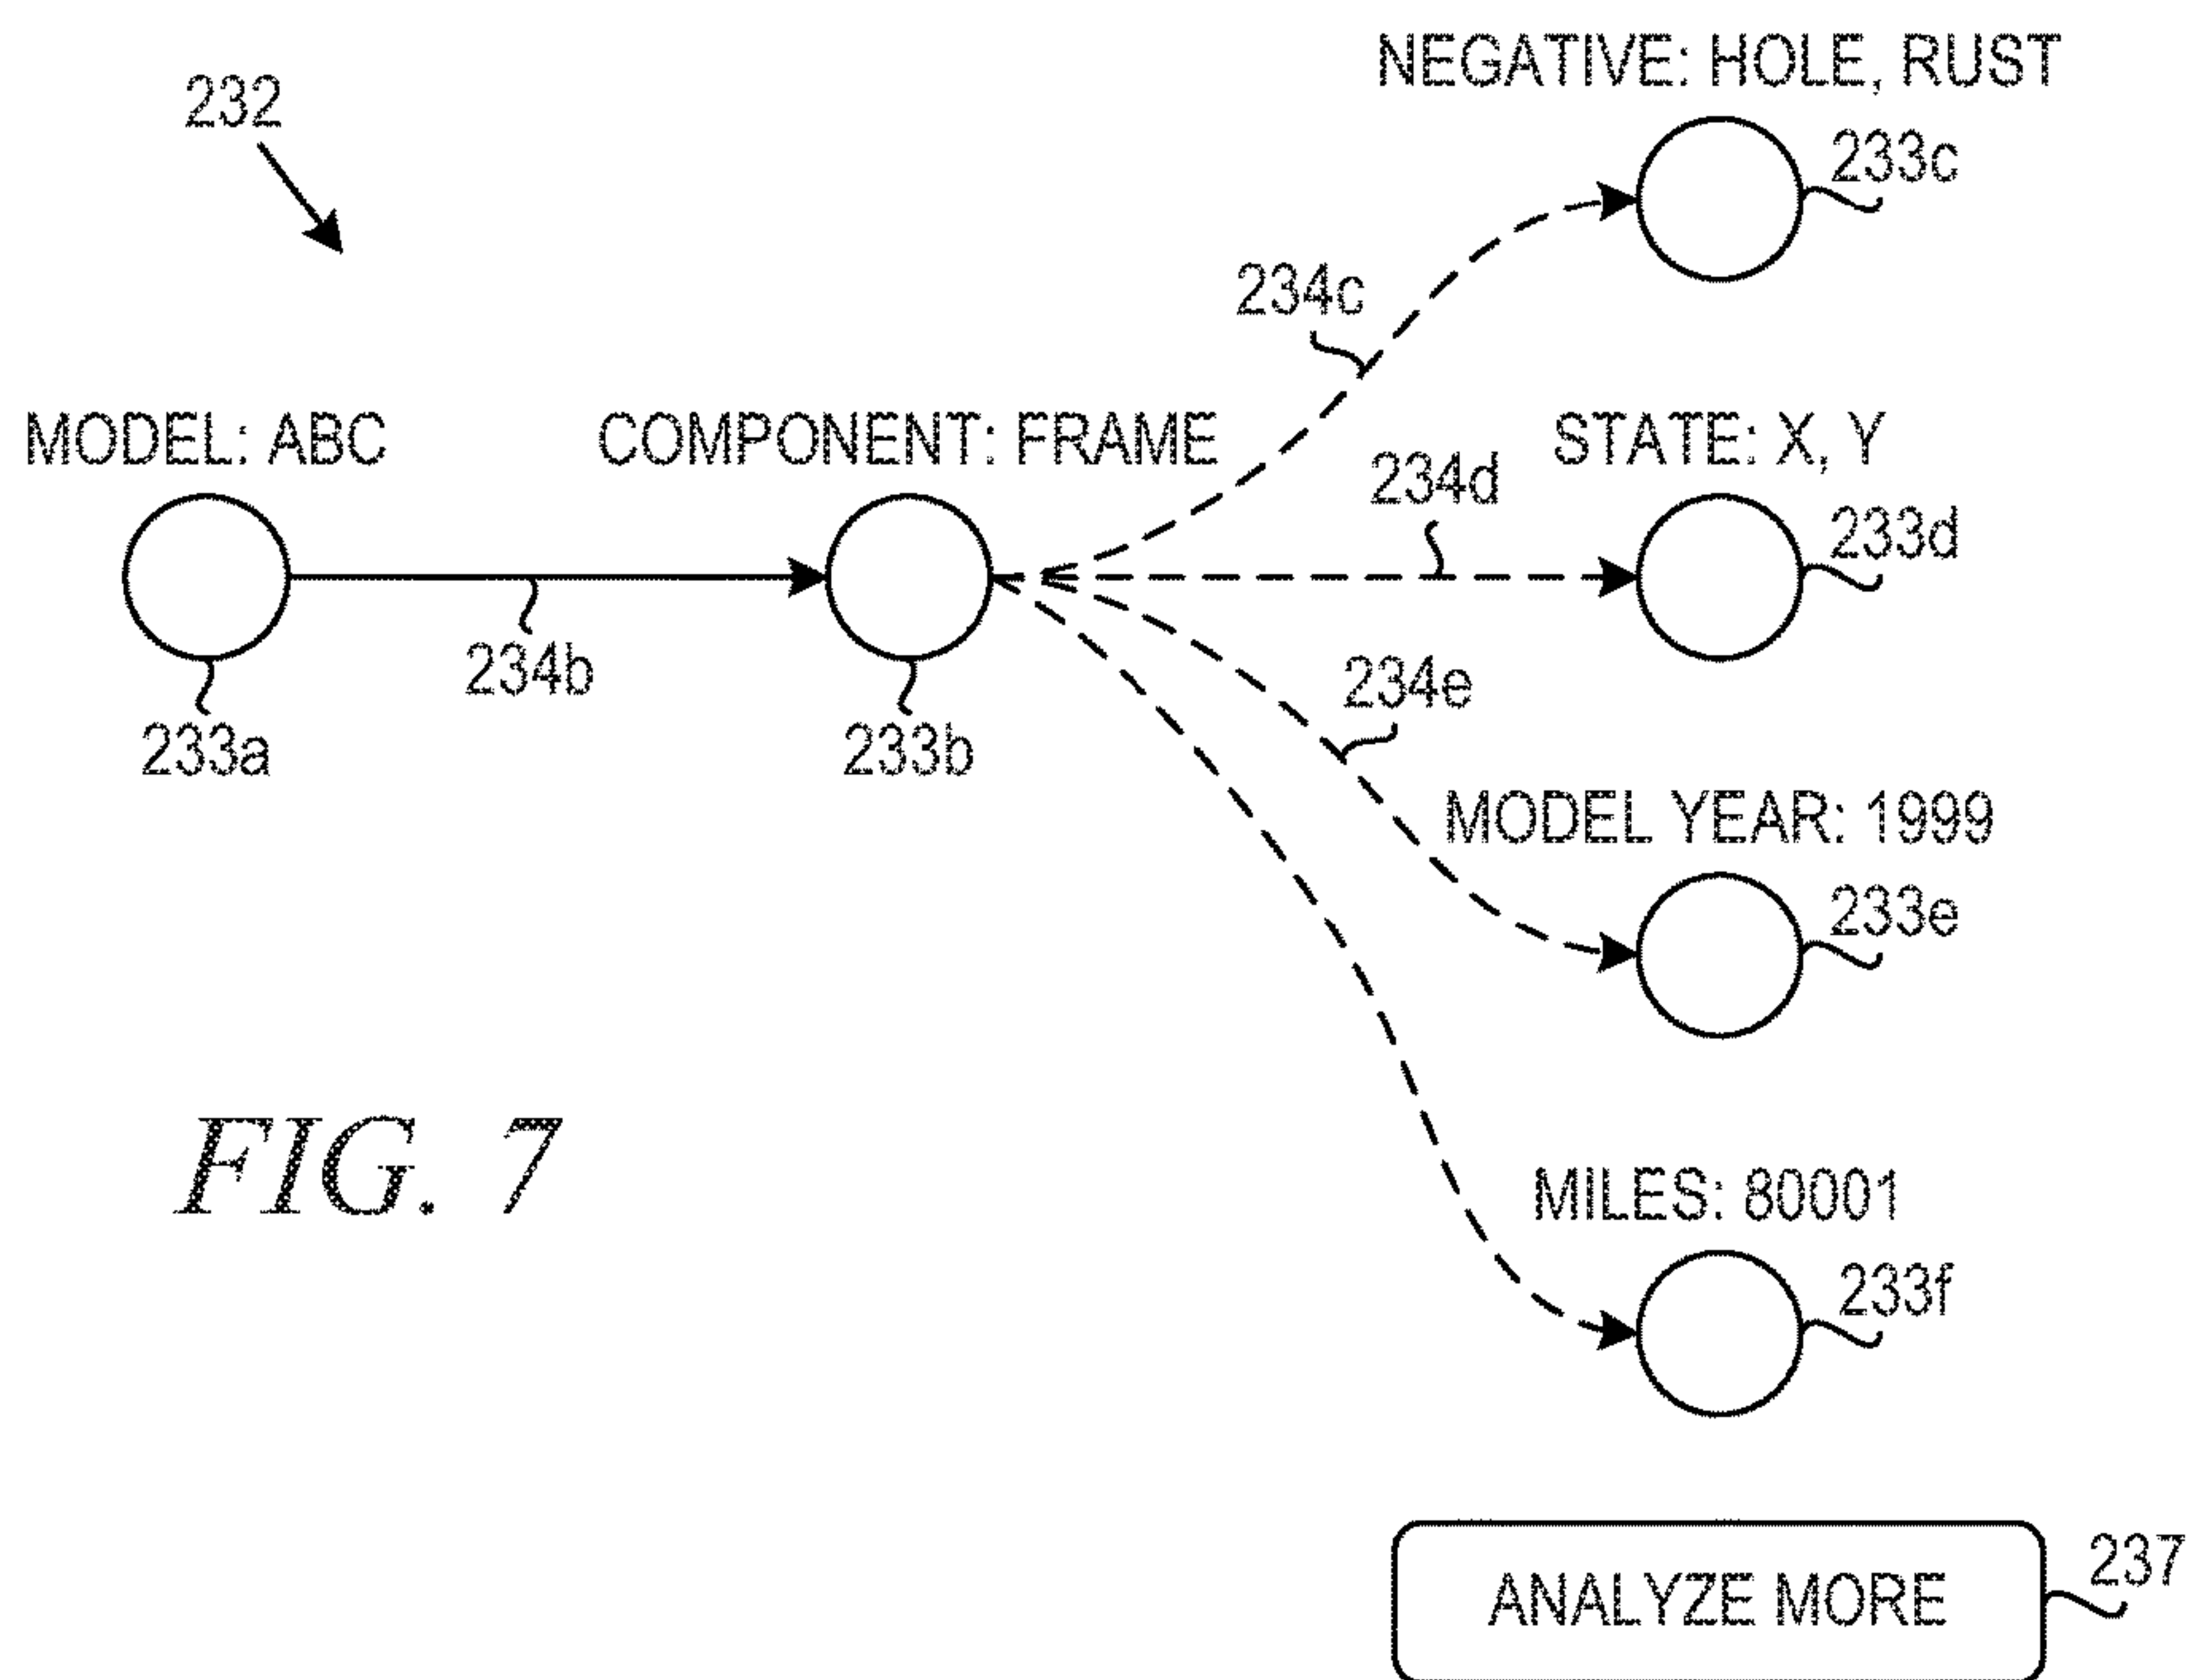 NEGATIVE: HOLE, RUST
232
233c
234c
MODEL: ABC
COMPONENT: FRAME
STATE: X, Y
234d
233d
234b
234e
233a
233b
MODEL YEAR: 1999
233e
FIG. 7
MILES: 80001
233f
ANALYZE MORE
237